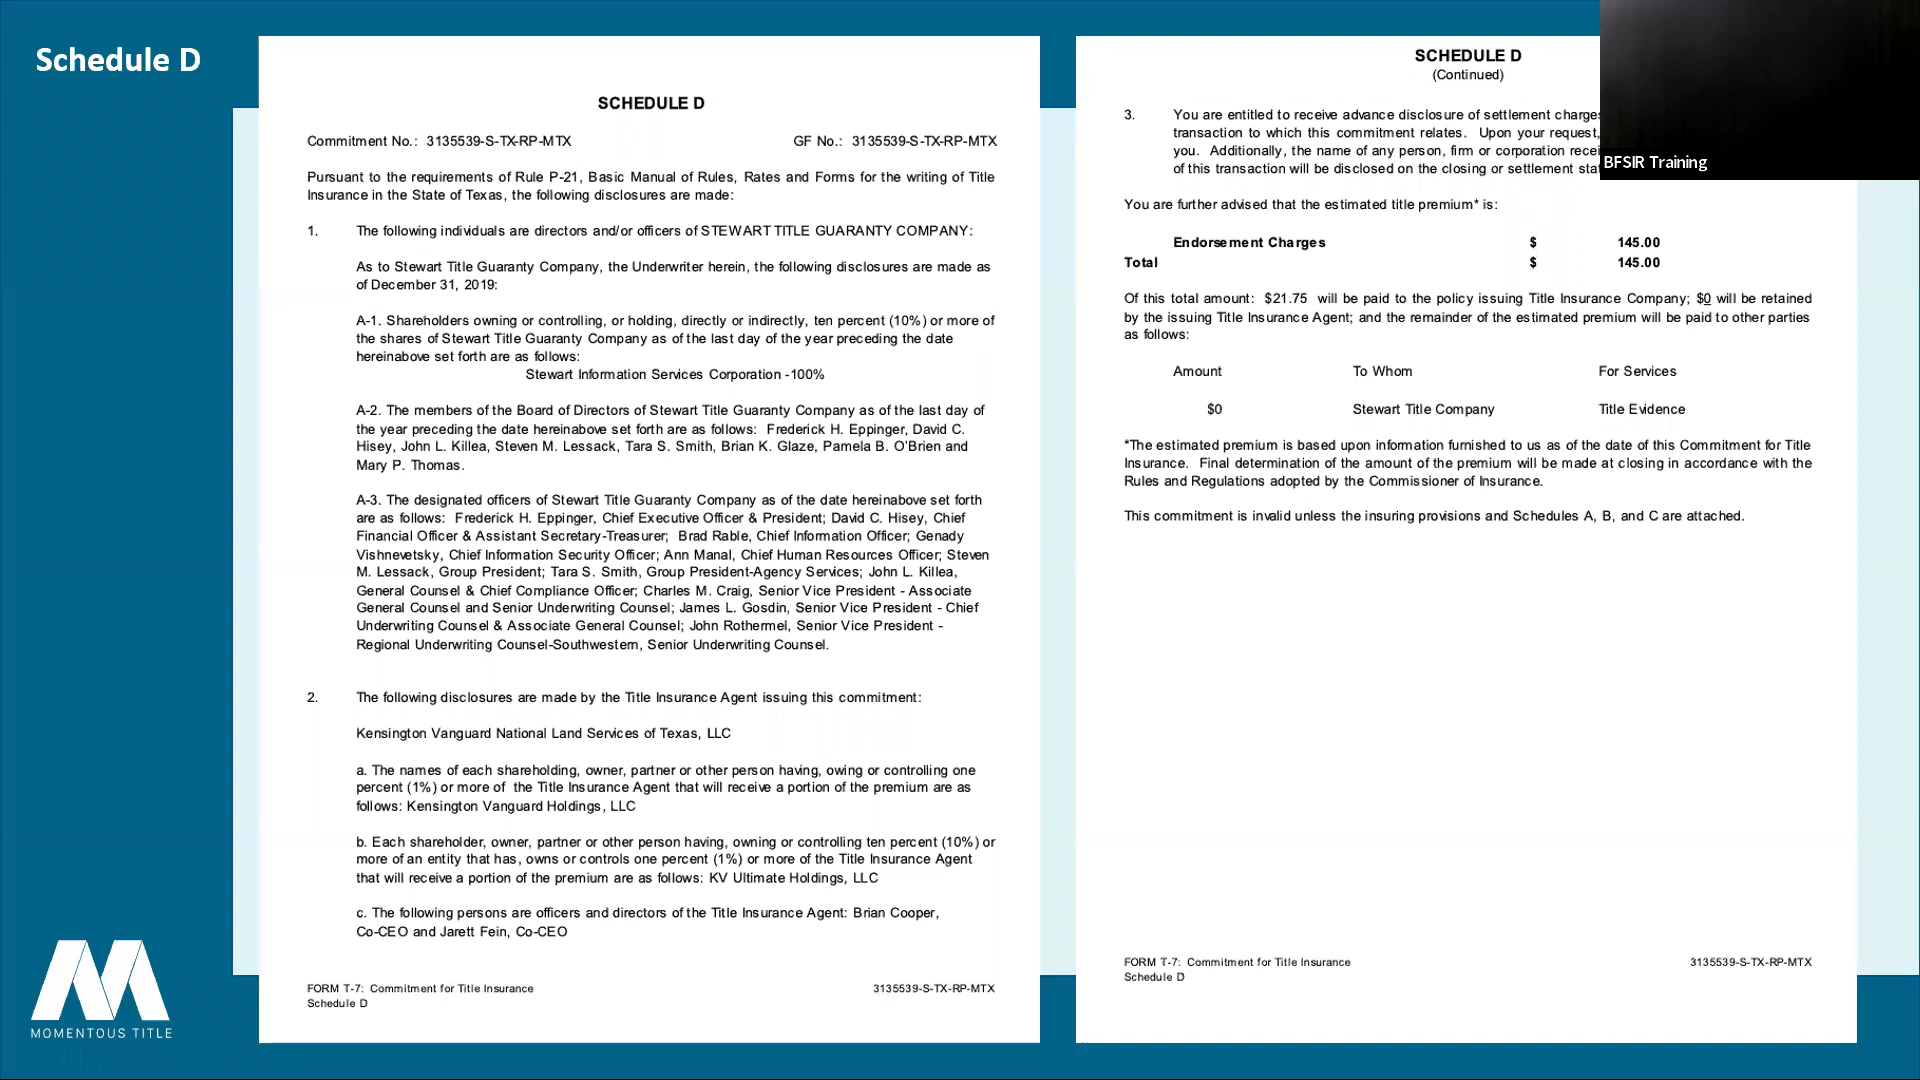 Schedule D
SCHEDULE D
Commitment No.: 3135539-S-TX-RP-MTX GF No.: 3135539-S-TX-RP-MTX
Pursuant to the requirements of Rule P-21, Basic Manual of Rules, Rates and Forms for the writing of Title
Insurance in the State of Texas, the following disclosures are made:
1. The following individuals are directors and/or officers of STEWART TITLE GUARANTY COMPANY:
As to Stewart Title Guaranty Company, the Underwriter herein, the following disclosures are made as
of December 31, 2019:
A-1. Shareholders owning or controlling, or holding, directly or indirectly, ten percent (10%) or more of
the shares of Stewart Title Guaranty Company as of the last day of the year preceding the date
hereinabove set forth are as follows:
Stewart Information Services Corporation -100%
A-2. The members of the Board of Directors of Stewart Title Guaranty Company as of the last day of
the year preceding the date hereinabove set forth are as follows: Frederick H. Eppinger, David C.
Hisey, John L. Killea, Steven M. Lessack, Tara S. Smith, Brian K. Glaze, Pamela B. O'Brien and
Mary P. Thomas.
A-3. The designated officers of Stewart Title Guaranty Company as of the date hereinabove set forth
are as follows: Frederick H. Eppinger, Chief Executive Officer & President; David C. Hisey, Chief
Financial Officer & Assistant Secretary-Treasurer; Brad Rable, Chief Information Officer; Genady
Vishnevetsky, Chief Information Security Officer; Ann Manal, Chief Human Resources Officer; Steven
M. Lessack, Group President; Tara S. Smith, Group President-Agency Services; John L. Killea,
General Counsel & Chief Compliance Officer; Charles M. Craig, Senior Vice President - Associate
General Counsel and Senior Underwriting Counsel; James L. Gosdin, Senior Vice President - Chief
Underwriting Counsel & Associate General Counsel; John Rothermel, Senior Vice President -
Regional Underwriting Counsel-Southwestern, Senior Underwriting Counsel.
2. The following disclosures are made by the Title Insurance Agent issuing this commitment:
Kensington Vanguard National Land Services of Texas, LLC
a. The names of each shareholding, owner, partner or other person having, owing or controlling one
percent (1%) or more of the Title Insurance Agent that will receive a portion of the premium are as
follows: Kensington Vanguard Holdings, LLC
b. Each shareholder, owner, partner or other person having, owning or controlling ten percent (10%) or
more of an entity that has, owns or controls one percent (1%) or more of the Title Insurance Agent
that will receive a portion of the premium are as follows: KV Ultimate Holdings, LLC
c. The following persons are officers and directors of the Title Insurance Agent: Brian Cooper,
Co-CEO and Jarett Fein, Co-CEO
FORM T-7: Commitment for Title Insurance 3135539-S-TX-RP-MTX
Schedule D
SCHEDULE D
(Continued)
3. You are entitled to receive advance disclosure of settlement charges
transaction to which this commitment relates. Upon your request,
you. Additionally, the name of any person, firm or corporation
of this transaction will be disclosed on the closing or settlement
You are further advised that the estimated title premium* is:
Endorsement Charges $ 145.00
Total $ 145.00
Of this total amount: $21.75 will be paid to the policy issuing Title Insurance Company; $0 will be retained
by the issuing Title Insurance Agent; and the remainder of the estimated premium will be paid to other parties
as follows:
Amount To Whom For Services
$0 Stewart Title Company Title Evidence
*The estimated premium is based upon information furnished to us as of the date of this Commitment for Title
Insurance. Final determination of the amount of the premium will be made at closing in accordance with the
Rules and Regulations adopted by the Commissioner of Insurance.
This commitment is invalid unless the insuring provisions and Schedules A, B, and C are attached.
FORM T-7: Commitment for Title Insurance 3135539-S-TX-RP-MTX
Schedule D
BFSIR Training
MOMENTOUS TITLE